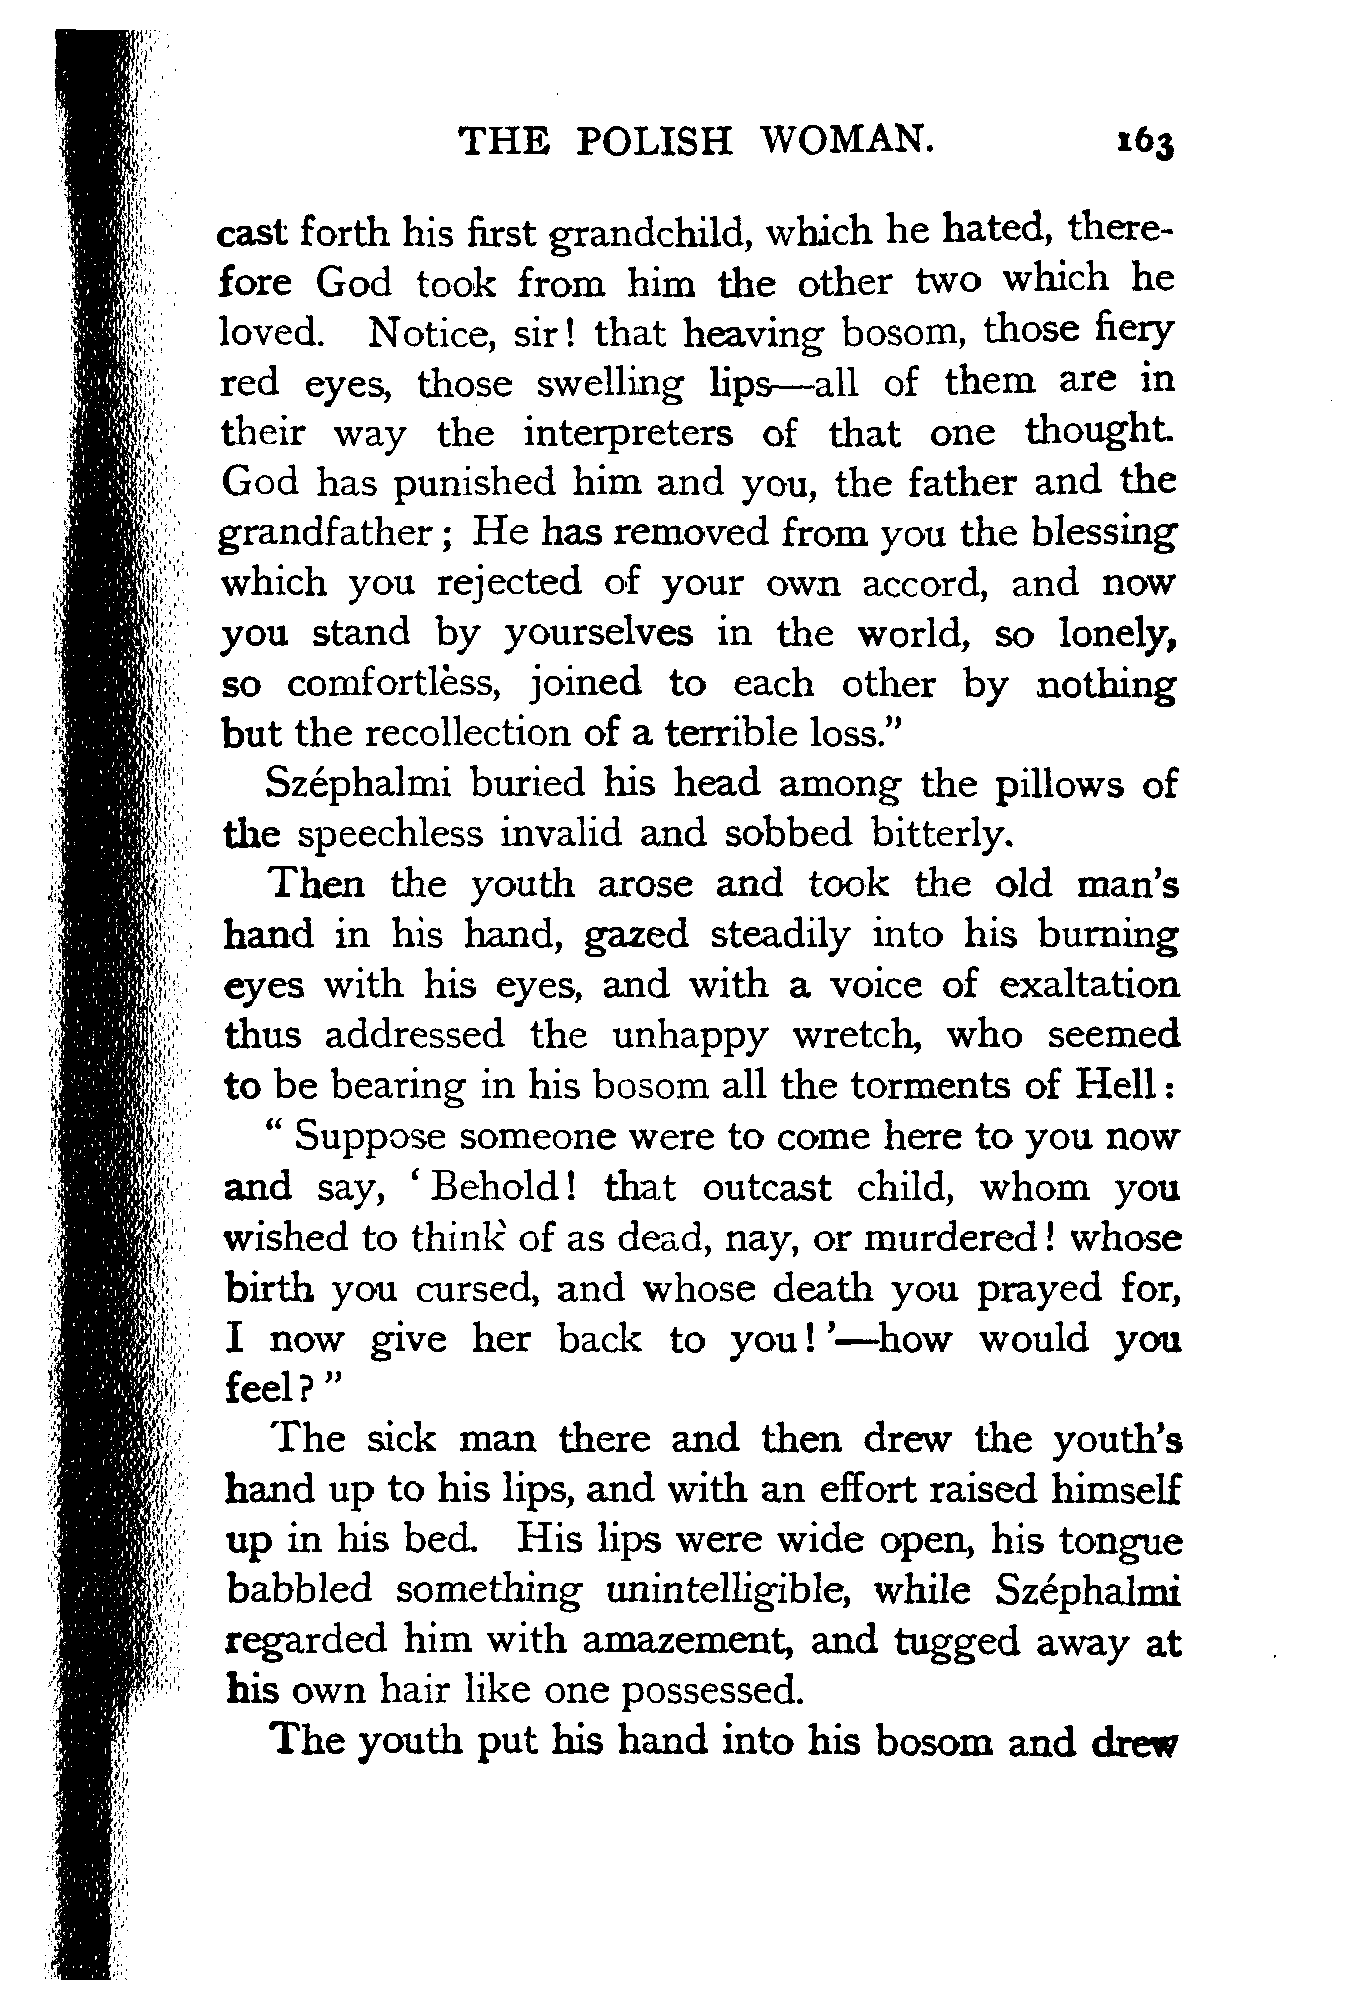 THE POLISH WOMAN. 163
cast forth his first grandchild, which he hated, there-
fore God took from him the other two which he
loved. Notice, sir! that heaving bosom, those fiery
red eyes, those swelling lips—all of them are in
their way the interpreters of that one thought.
God has punished him and you, the father and the
grandfather; He has removed from you the blessing
which you rejected of your own accord, and now
you stand by yourselves in the world, so lonely,
so comfortless, joined to each other by nothing
but the recollection of a terrible loss."
Széphalmi buried his head among the pillows of
the speechless invalid and sobbed bitterly.
Then the youth arose and took the old man's
hand in his hand, gazed steadily into his burning
eyes with his eyes, and with a voice of exaltation
thus addressed the unhappy wretch, who seemed
to be bearing in his bosom all the torments of Hell:
"Suppose someone were to come here to you now
and say, 'Behold! that outcast child, whom you
wished to think of as dead, nay, or murdered! whose
birth you cursed, and whose death you prayed for,
I now give her back to you!'—how would you
feel?"
The sick man there and then drew the youth's
hand up to his lips, and with an effort raised himself
up in his bed. His lips were wide open, his tongue
babbled something unintelligible, while Széphalmi
regarded him with amazement, and tugged away at
his own hair like one possessed.
The youth put his hand into his bosom and drew